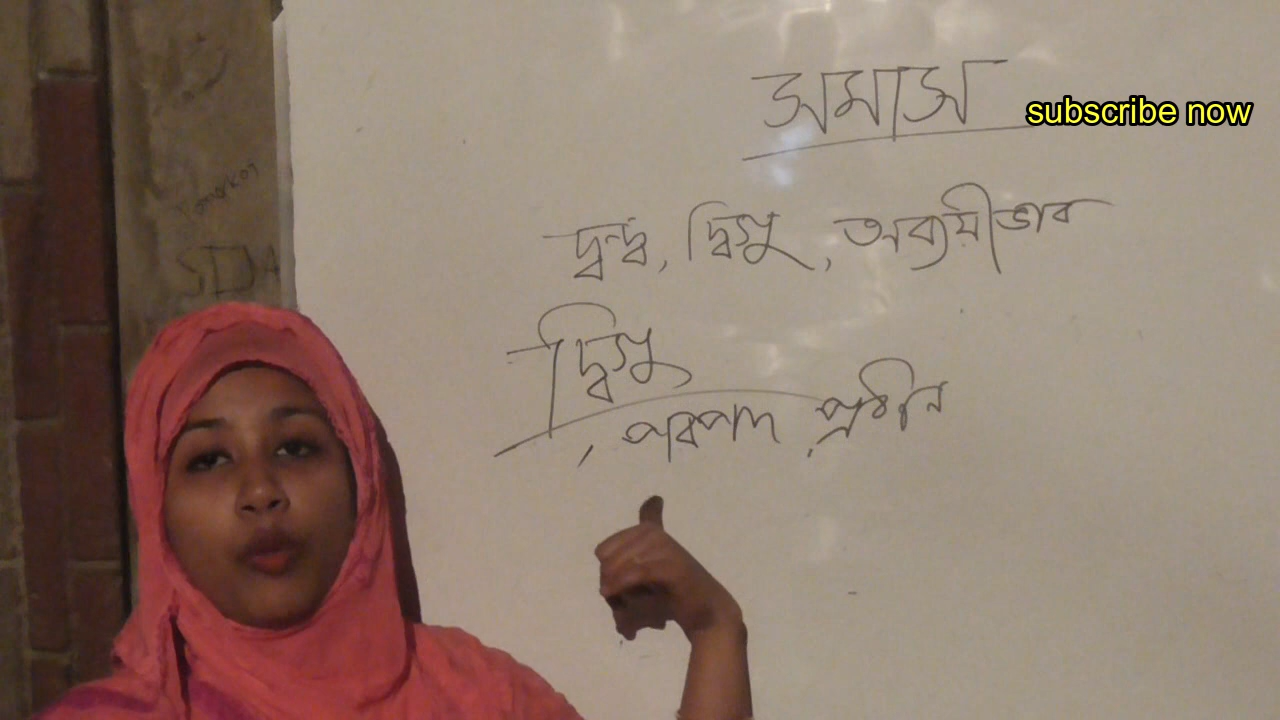 সমাস
subscribe now
দ্বন্দ্ব, দ্বিগু, অব্যয়ীভাব
দ্বিগু
, পরপদ প্রধান